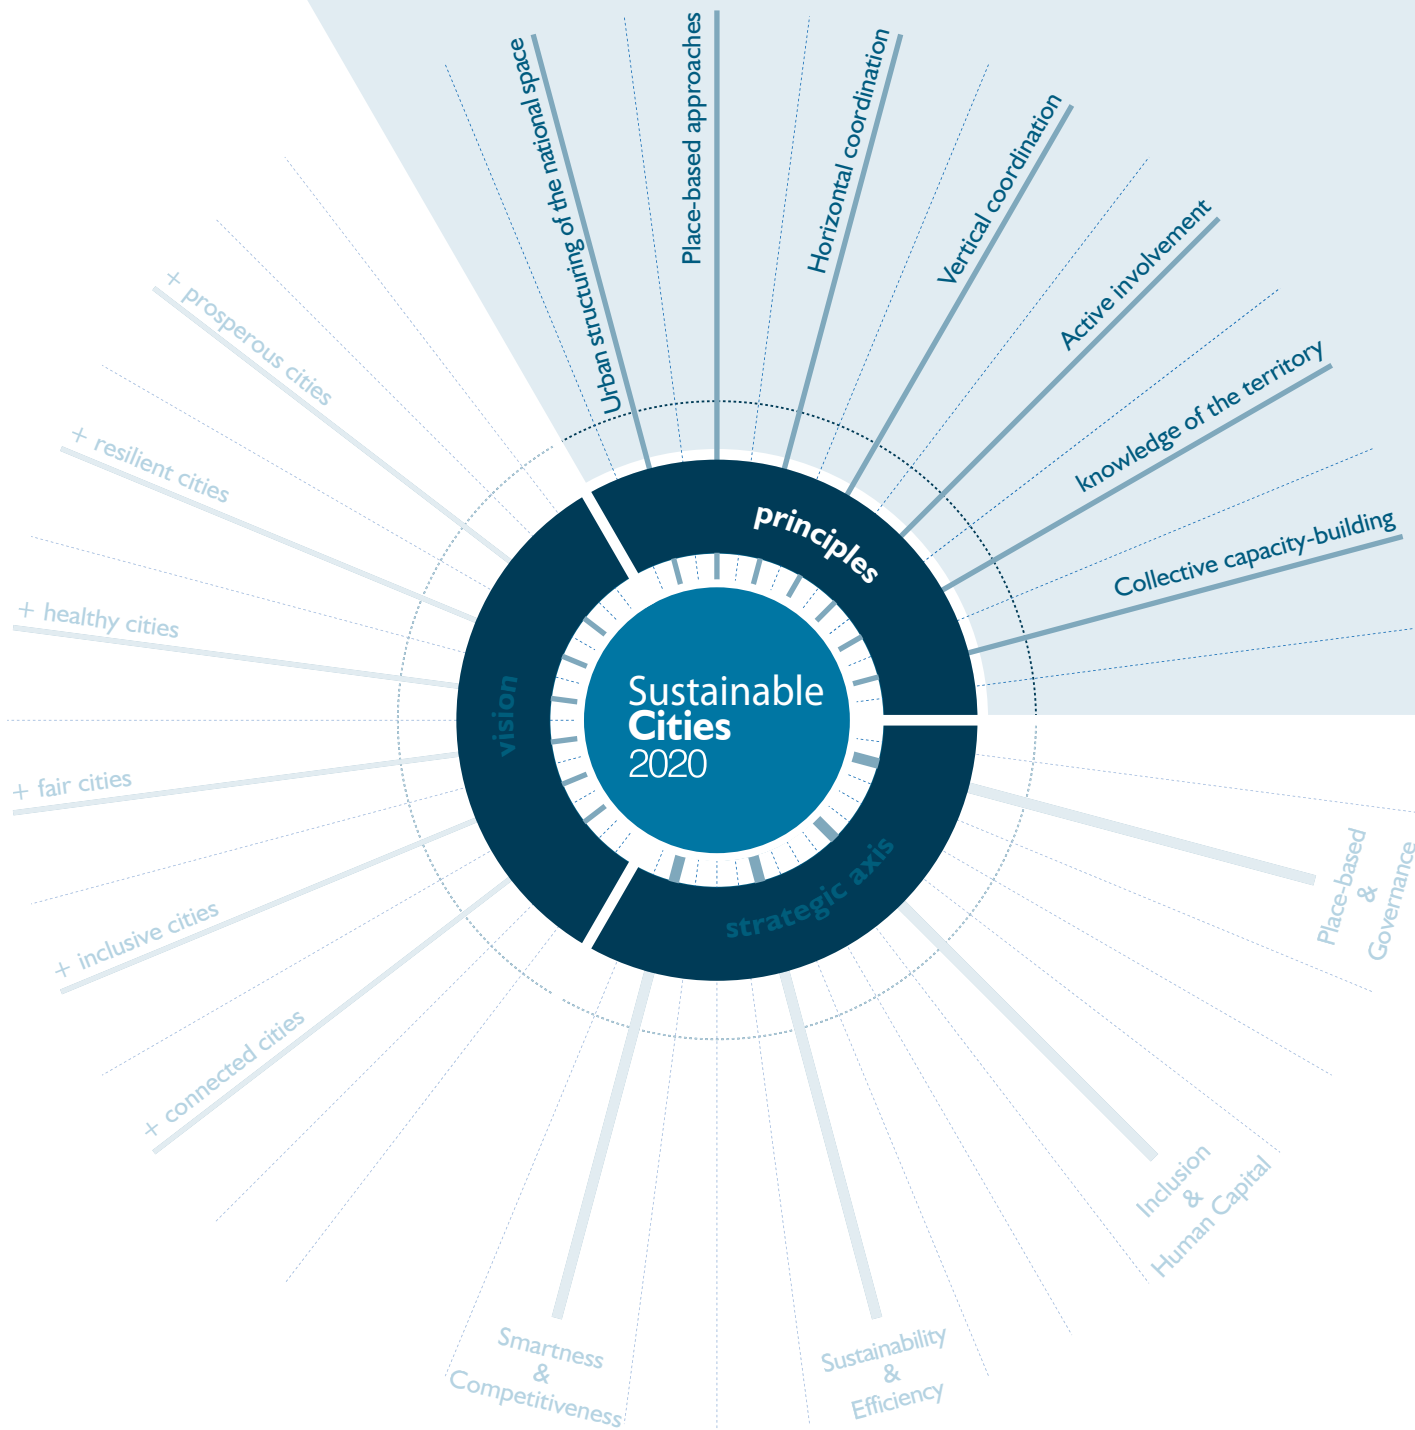 Urban structuring of the national space
Place-based approaches
Horizontal coordination
Vertical coordination
Active involvement
knowledge of the territory
Collective capacity-building
principles
+ prosperous cities
+ resilient cities
+ healthy cities
+ fair cities
+ inclusive cities
+ connected cities
vision
Sustainable
Cities
2020
strategic axis
Place-based
&
Governance
Inclusion
&
Human Capital
Sustainability
&
Efficiency
Smartness
&
Competitiveness